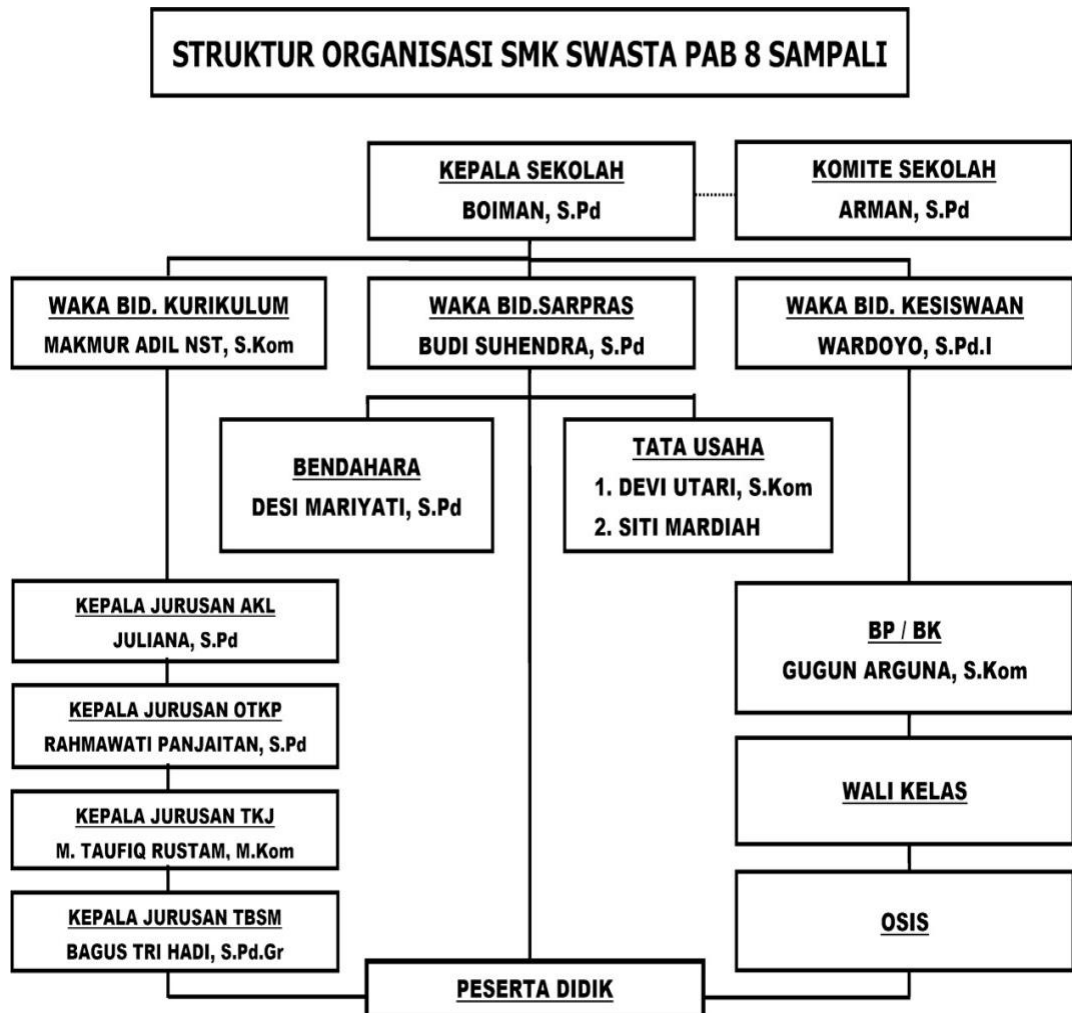 STRUKTUR ORGANISASI SMK SWASTA PAB 8 SAMPALI
KEPALA SEKOLAH
BOIMAN, S.Pd
KOMITE SEKOLAH
ARMAN, S.Pd
WAKA BID. KURIKULUM
MAKMUR ADIL NST, S.Kom
WAKA BID.SARPRAS
BUDI SUHENDRA, S.Pd
WAKA BID. KESISWAAN
WARDOYO, S.Pd.I
BENDAHARA
DESI MARIYATI, S.Pd
TATA USAHA
1. DEVI UTARI, S.Kom
2. SITI MARDIAH
KEPALA JURUSAN AKL
JULIANA, S.Pd
KEPALA JURUSAN OTKP
RAHMAWATI PANJAITAN, S.Pd
KEPALA JURUSAN TKJ
M. TAUFIQ RUSTAM, M.Kom
KEPALA JURUSAN TBSM
BAGUS TRI HADI, S.Pd.Gr
BP / BK
GUGUN ARGUNA, S.Kom
WALI KELAS
OSIS
PESERTA DIDIK